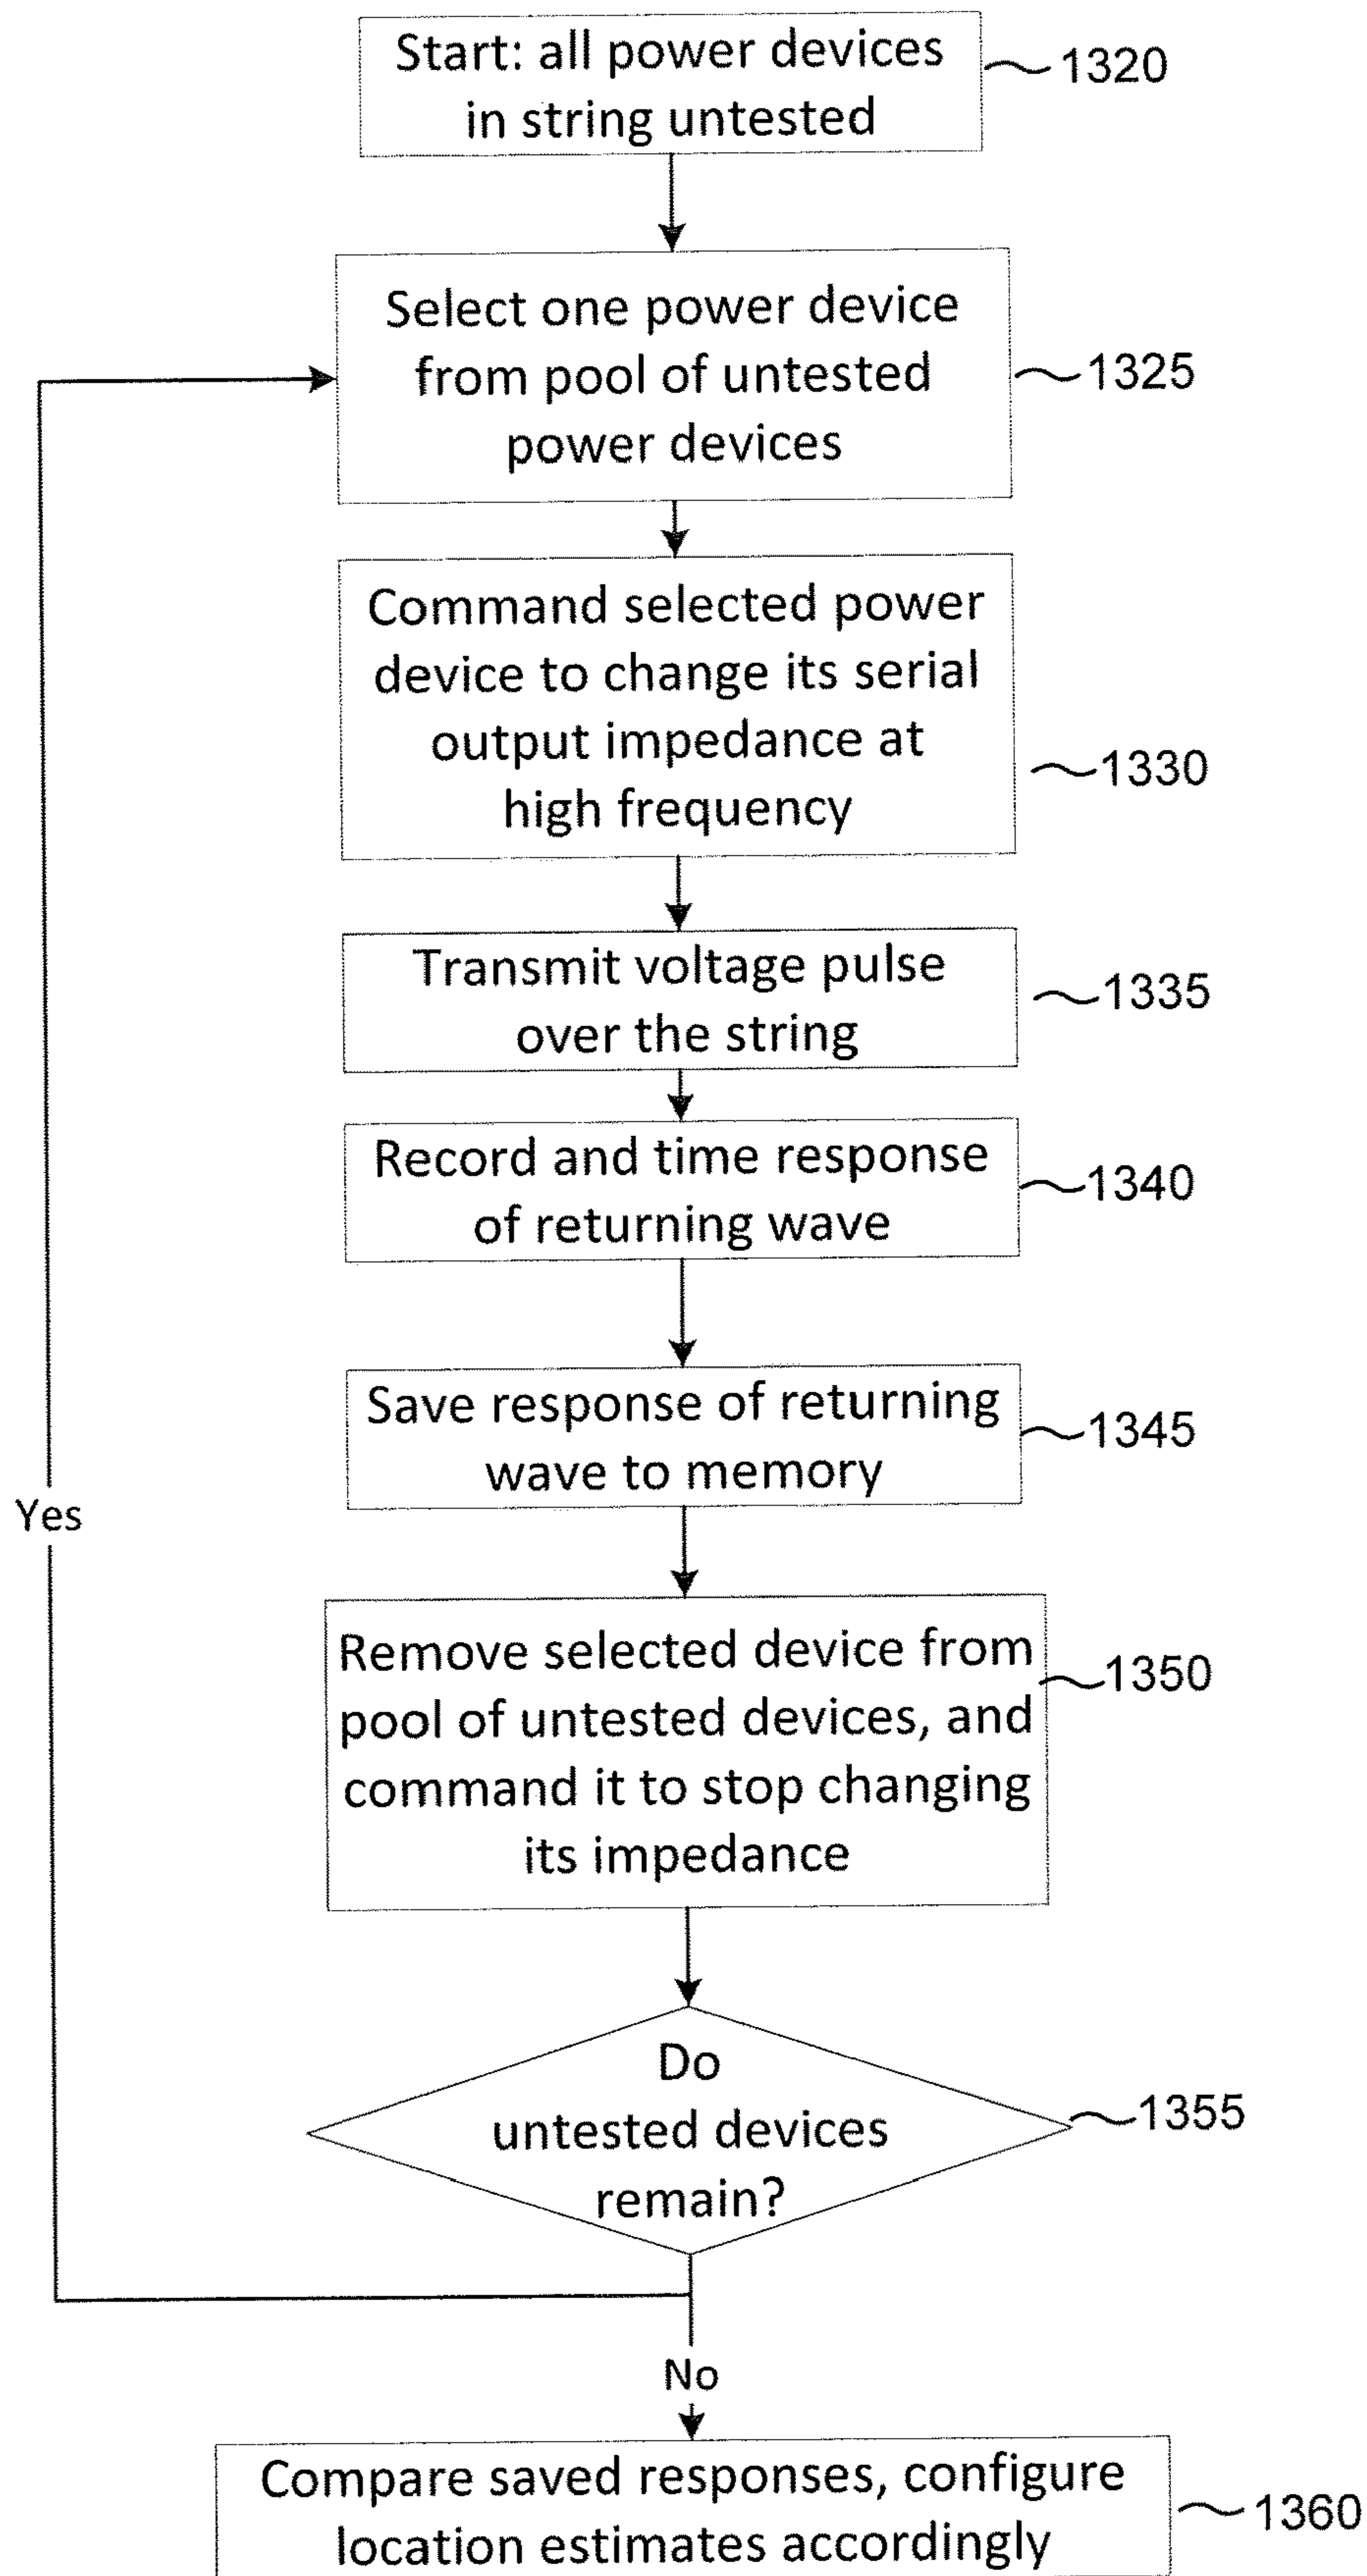 Start: all power devices
in string untested
1320
Select one power device
from pool of untested
power devices
1325
Command selected power
device to change its serial
output impedance at
high frequency
1330
Transmit voltage pulse
over the string
1335
Record and time response
of returning wave
1340
Save response of returning
wave to memory
1345
Yes
Remove selected device from
pool of untested devices, and
command it to stop changing
its impedance
1350
Do
untested devices
remain?
1355
No
Compare saved responses, configure
location estimates accordingly
1360